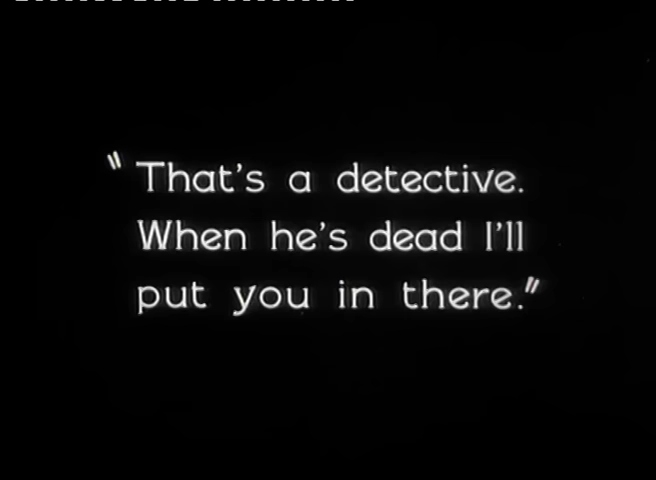 "That's a detective.
When he's dead I'll
put you in there."